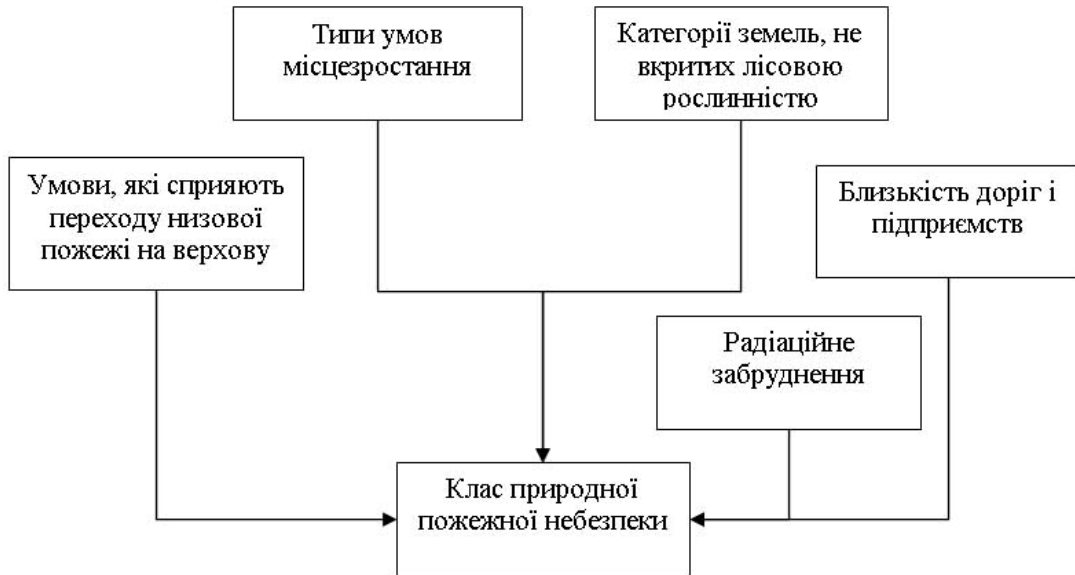 Типи умов
місцезростання
Категорії земель, не
вкритих лісовою
рослинністю
Умови, які сприяють
переходу низової
пожежі на верхову
Близькість доріг і
підприємств
Радіаційне
забруднення
Клас природної
пожежної небезпеки